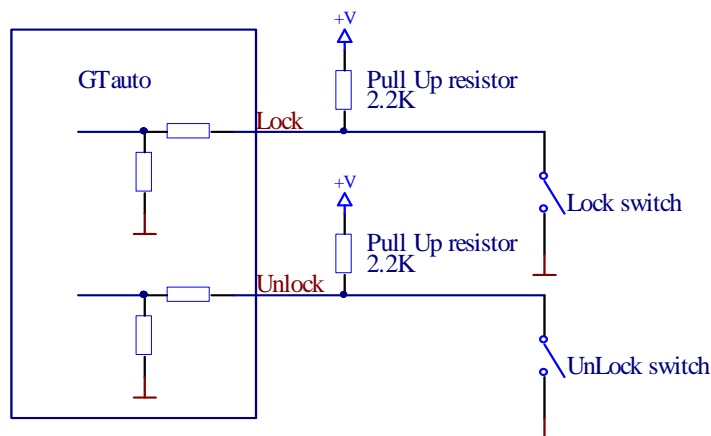 +V
GTauto
Pull Up resistor
2.2K
Lock
Lock switch
+V
Pull Up resistor
2.2K
Unlock
UnLock switch